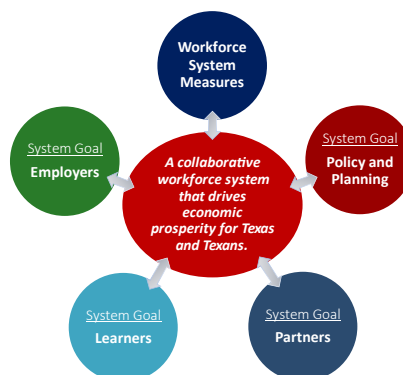 Workforce
System
Measures
System Goal
Employers
System Goal
Policy and
Planning
A collaborative
workforce system
that drives
economic
prosperity for Texas
and Texans.
System Goal
Learners
System Goal
Partners